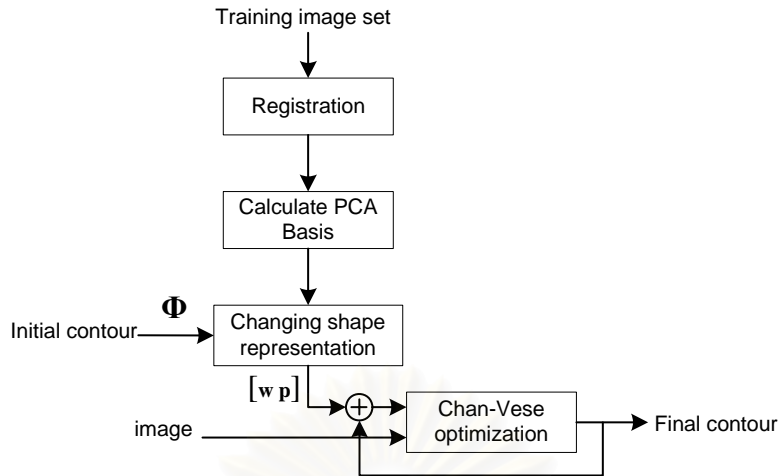 Training image set
Registration
Calculate PCA
Basis
Φ
Initial contour
Changing shape
representation
[w p]
+
Chan-Vese
optimization
Final contour
image